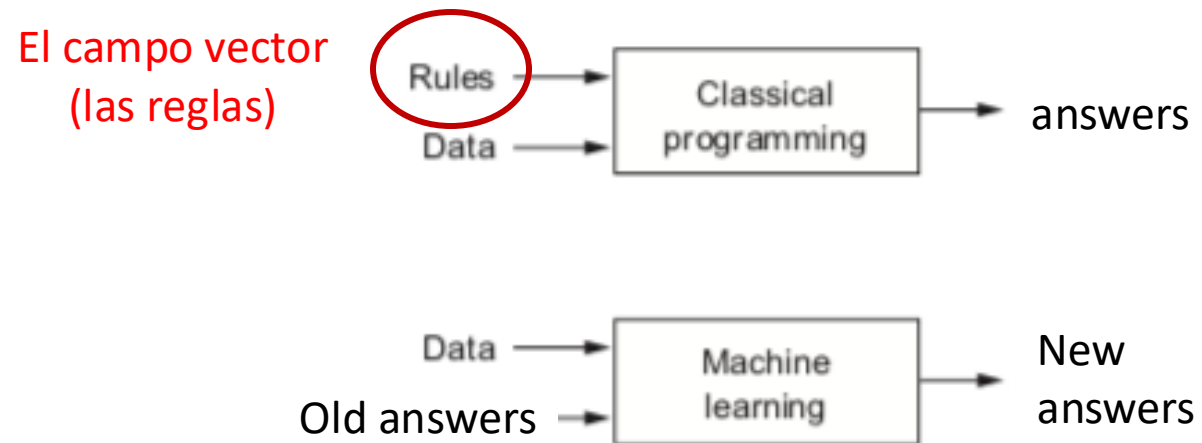 El campo vector
(las reglas)
Rules
Data
Classical
programming
answers
Data
Old answers
Machine
learning
New
answers